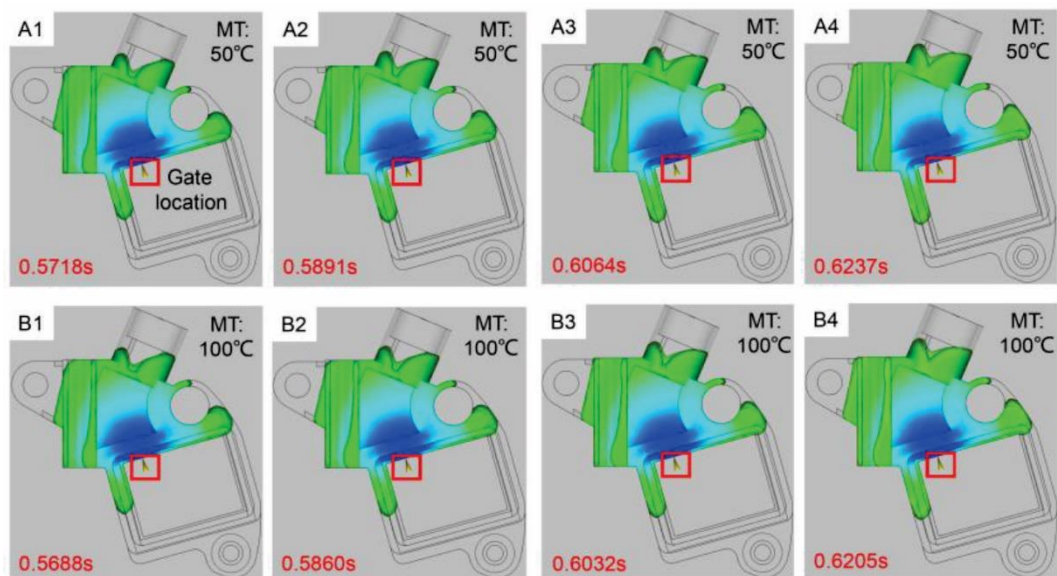 A1
MT:
50℃
Gate
location
0.5718s
A2
MT:
50℃
0.5891s
A3
MT:
50℃
0.6064s
A4
MT:
50℃
0.6237s
B1
MT:
100℃
0.5688s
B2
MT:
100℃
0.5860s
B3
MT:
100℃
0.6032s
B4
MT:
100℃
0.6205s